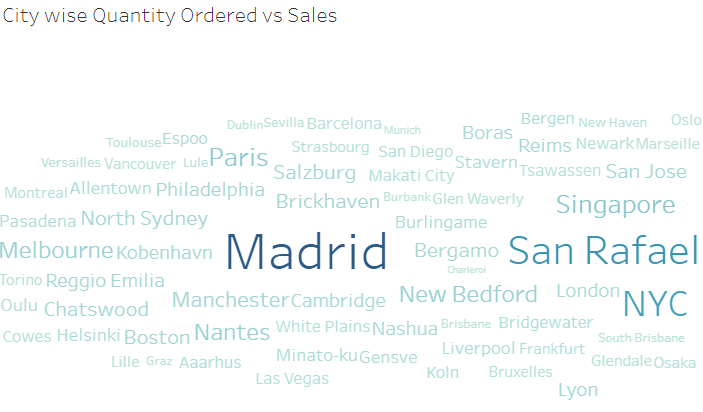 City wise Quantity Ordered vs Sales
Dublin Sevilla Barcelona Munich Bergen New Haven Oslo
Toulouse Espoo Strasbourg San Diego Boras Reims Newark Marseille
Versailles Vancouver Lule Paris Salzburg Makati City Stavern Tsawassen San Jose
Montreal Allentown Philadelphia Brickhaven Burbank Glen Waverly Singapore
Pasadena North Sydney Burlingame
Melbourne Kobenhavn Madrid Bergamo San Rafael
Torino Reggio Emilia Charleroi
Oulu Chatswood Manchester Cambridge New Bedford London NYC
Cowes Helsinki Boston Nantes White Plains Nashua Brisbane Bridgewater South Brisbane
Lille Graz Aaarhus Minato-ku Gensve Liverpool Frankfurt Glendale Osaka
Las Vegas Koln Bruxelles Lyon